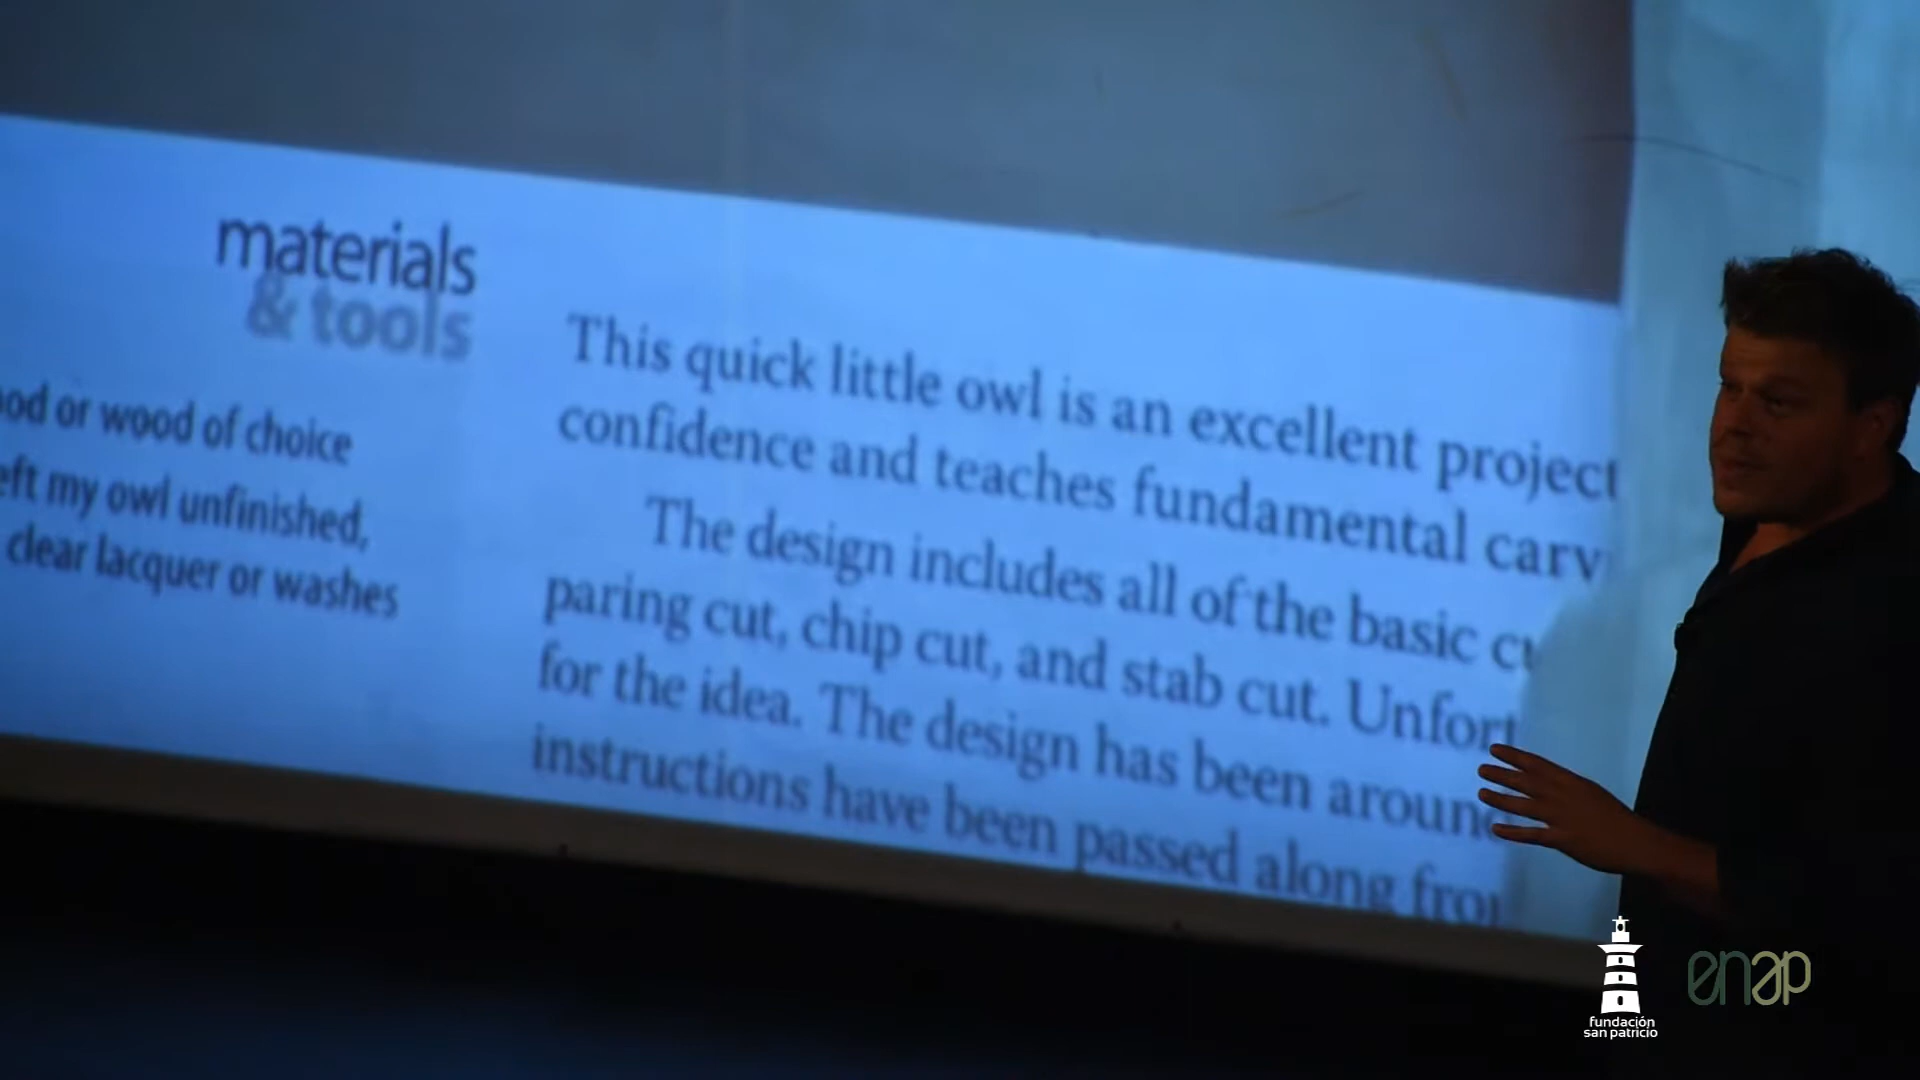 materials
& tools
or wood of choice
my owl unfinished,
clear lacquer or washes
This quick little owl is an excellent project
confidence and teaches fundamental carv
The design includes all of the basic cu
paring cut, chip cut, and stab cut. Unfort
for the idea. The design has been aroun
instructions have been passed along fro
fundación
san patricio
enap